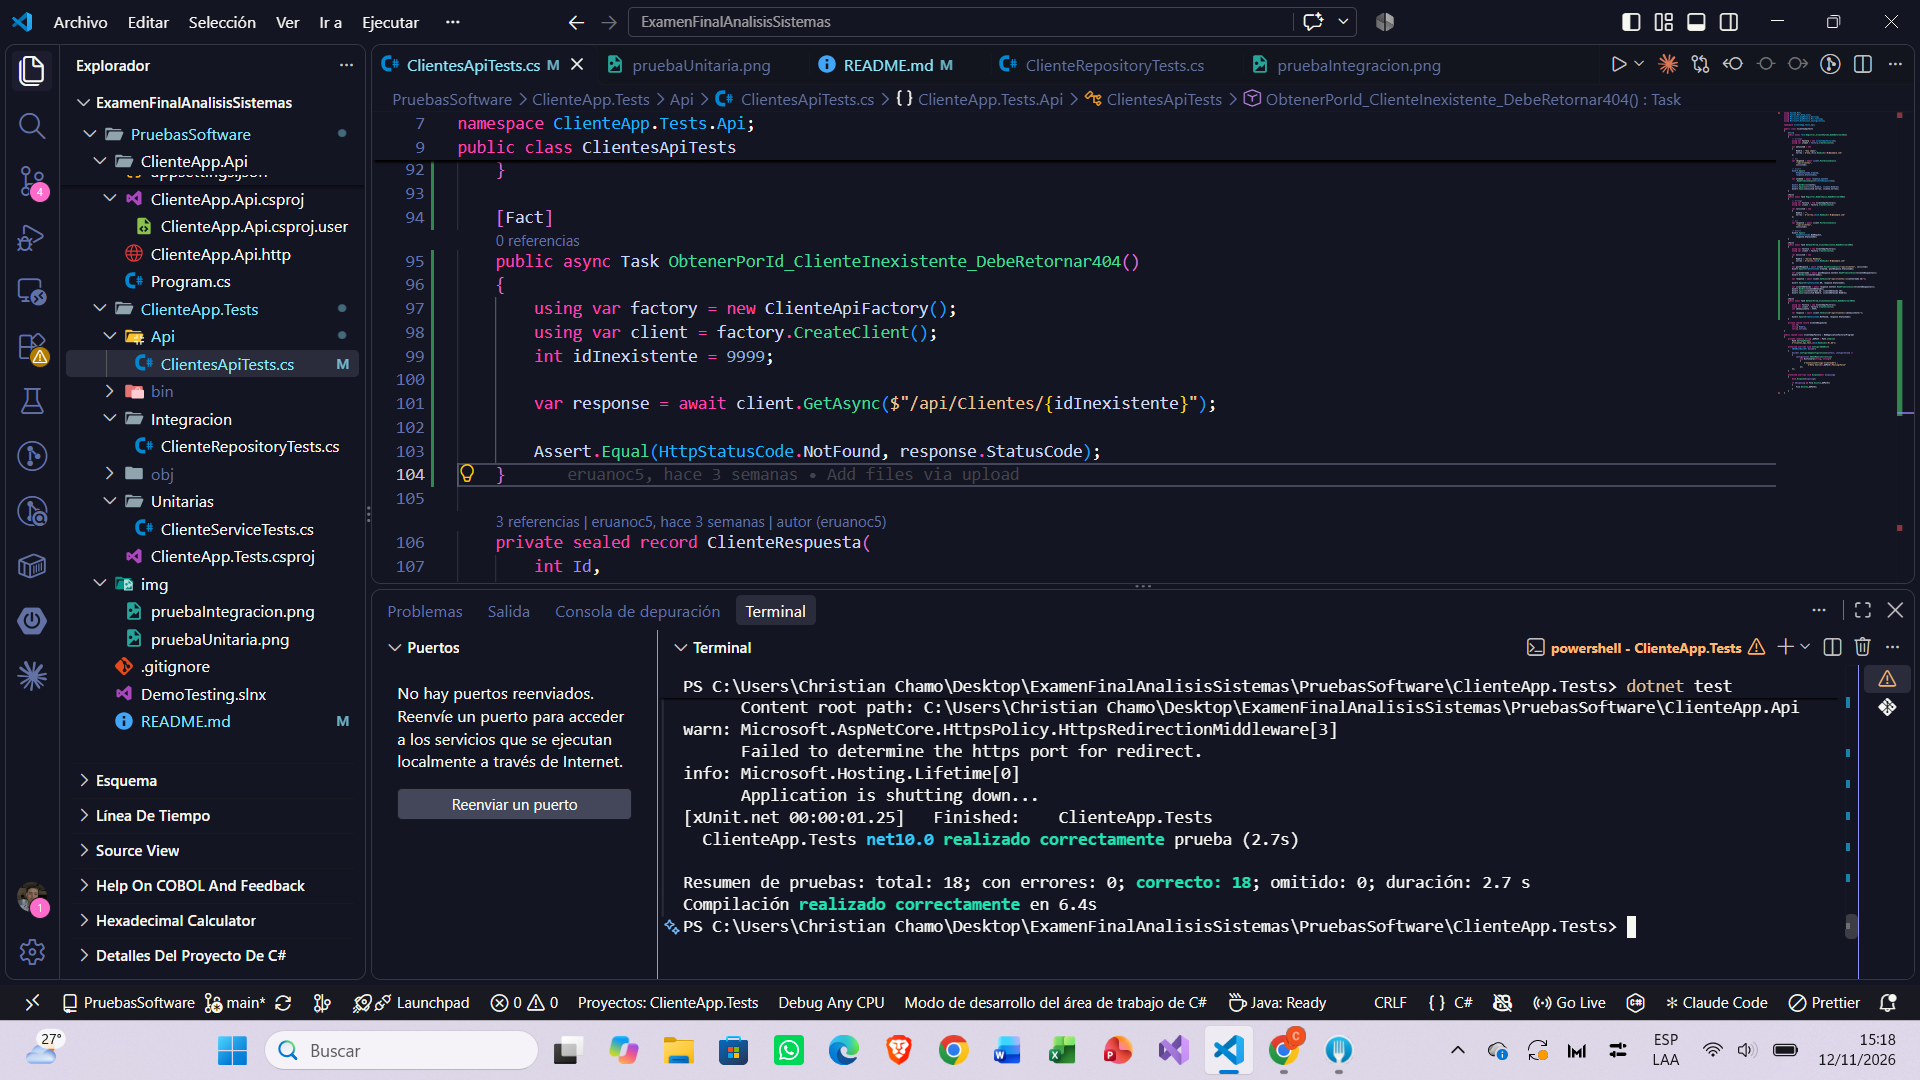 Archivo Editar Selección Ver Ir a Ejecutar ···
ExamenFinalAnalisisSistemas
Explorador
ExamenFinalAnalisisSistemas
PruebasSoftware
ClienteApp.Api
appsettings.json
ClienteApp.Api.csproj
ClienteApp.Api.csproj.user
ClienteApp.Api.http
Program.cs
ClienteApp.Tests
Api
ClientesApiTests.cs M
bin
Integracion
ClienteRepositoryTests.cs
obj
Unitarias
ClienteServiceTests.cs
ClienteApp.Tests.csproj
img
pruebaIntegracion.png
pruebaUnitaria.png
.gitignore
DemoTesting.slnx
README.md M
Esquema
Línea De Tiempo
Source View
Help On COBOL And Feedback
Hexadecimal Calculator
Detalles Del Proyecto De C#
4
1
ClientesApiTests.cs M pruebaUnitaria.png README.md M ClienteRepositoryTests.cs pruebaIntegracion.png
PruebasSoftware > ClienteApp.Tests > Api > ClientesApiTests.cs > {} ClienteApp.Tests.Api > ClientesApiTests > ObtenerPorId_ClienteInexistente_DebeRetornar404() : Task
7 namespace ClienteApp.Tests.Api;
9 public class ClientesApiTests
92 }
93
94 [Fact]
0 referencias
95 public async Task ObtenerPorId_ClienteInexistente_DebeRetornar404()
96 {
97 using var factory = new ClienteApiFactory();
98 using var client = factory.CreateClient();
99 int idInexistente = 9999;
100
101 var response = await client.GetAsync($"/api/Clientes/{idInexistente}");
102
103 Assert.Equal(HttpStatusCode.NotFound, response.StatusCode);
104 } eruanoc5, hace 3 semanas • Add files via upload
105
3 referencias | eruanoc5, hace 3 semanas | autor (eruanoc5)
106 private sealed record ClienteRespuesta(
107 int Id,
Problemas Salida Consola de depuración Terminal
Puertos
No hay puertos reenviados.
Reenvíe un puerto para acceder
a los servicios que se ejecutan
localmente a través de Internet.
Reenviar un puerto
Terminal
powershell - ClienteApp.Tests
PS C:\Users\Christian Chamo\Desktop\ExamenFinalAnalisisSistemas\PruebasSoftware\ClienteApp.Tests> dotnet test
Content root path: C:\Users\Christian Chamo\Desktop\ExamenFinalAnalisisSistemas\PruebasSoftware\ClienteApp.Api
warn: Microsoft.AspNetCore.HttpsPolicy.HttpsRedirectionMiddleware[3]
Failed to determine the https port for redirect.
info: Microsoft.Hosting.Lifetime[0]
Application is shutting down...
[xUnit.net 00:00:01.25] Finished: ClienteApp.Tests
ClienteApp.Tests net10.0 realizado correctamente prueba (2.7s)
Resumen de pruebas: total: 18; con errores: 0; correcto: 18; omitido: 0; duración: 2.7 s
Compilación realizado correctamente en 6.4s
PS C:\Users\Christian Chamo\Desktop\ExamenFinalAnalisisSistemas\PruebasSoftware\ClienteApp.Tests>
PruebasSoftware main* Launchpad 0 0 Proyectos: ClienteApp.Tests Debug Any CPU Modo de desarrollo del área de trabajo de C# Java: Ready CRLF {} C# Go Live Claude Code Prettier
27°
Buscar
C
ESP
LAA
15:18
12/11/2026